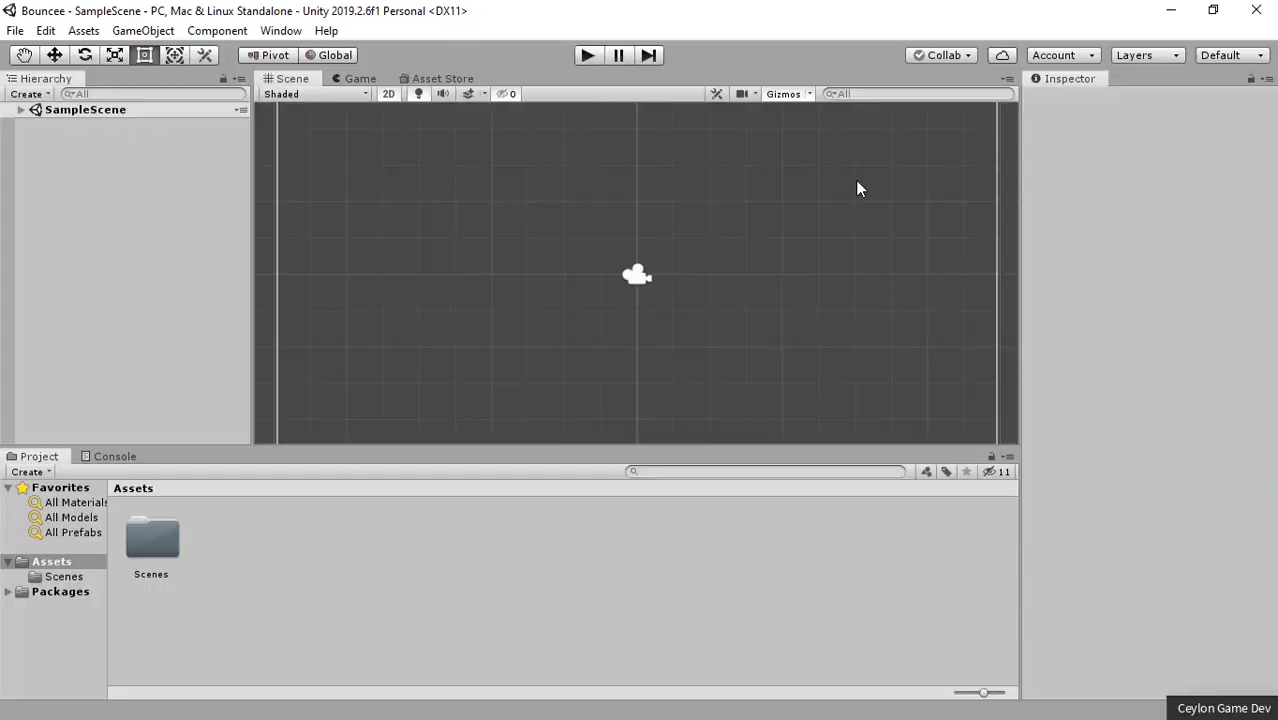 Bouncee - SampleScene - PC, Mac & Linux Standalone - Unity 2019.2.6f1 Personal <DX11>
File Edit Assets GameObject Component Window Help
Pivot Global Collab Account Layers Default
Hierarchy Scene Game Asset Store Inspector
Create All Shaded 2D 0 Gizmos All
SampleScene
Project Console
Create 11
Favorites Assets
All Materials
All Models
All Prefabs
Assets
Scenes Scenes
Packages
Ceylon Game Dev